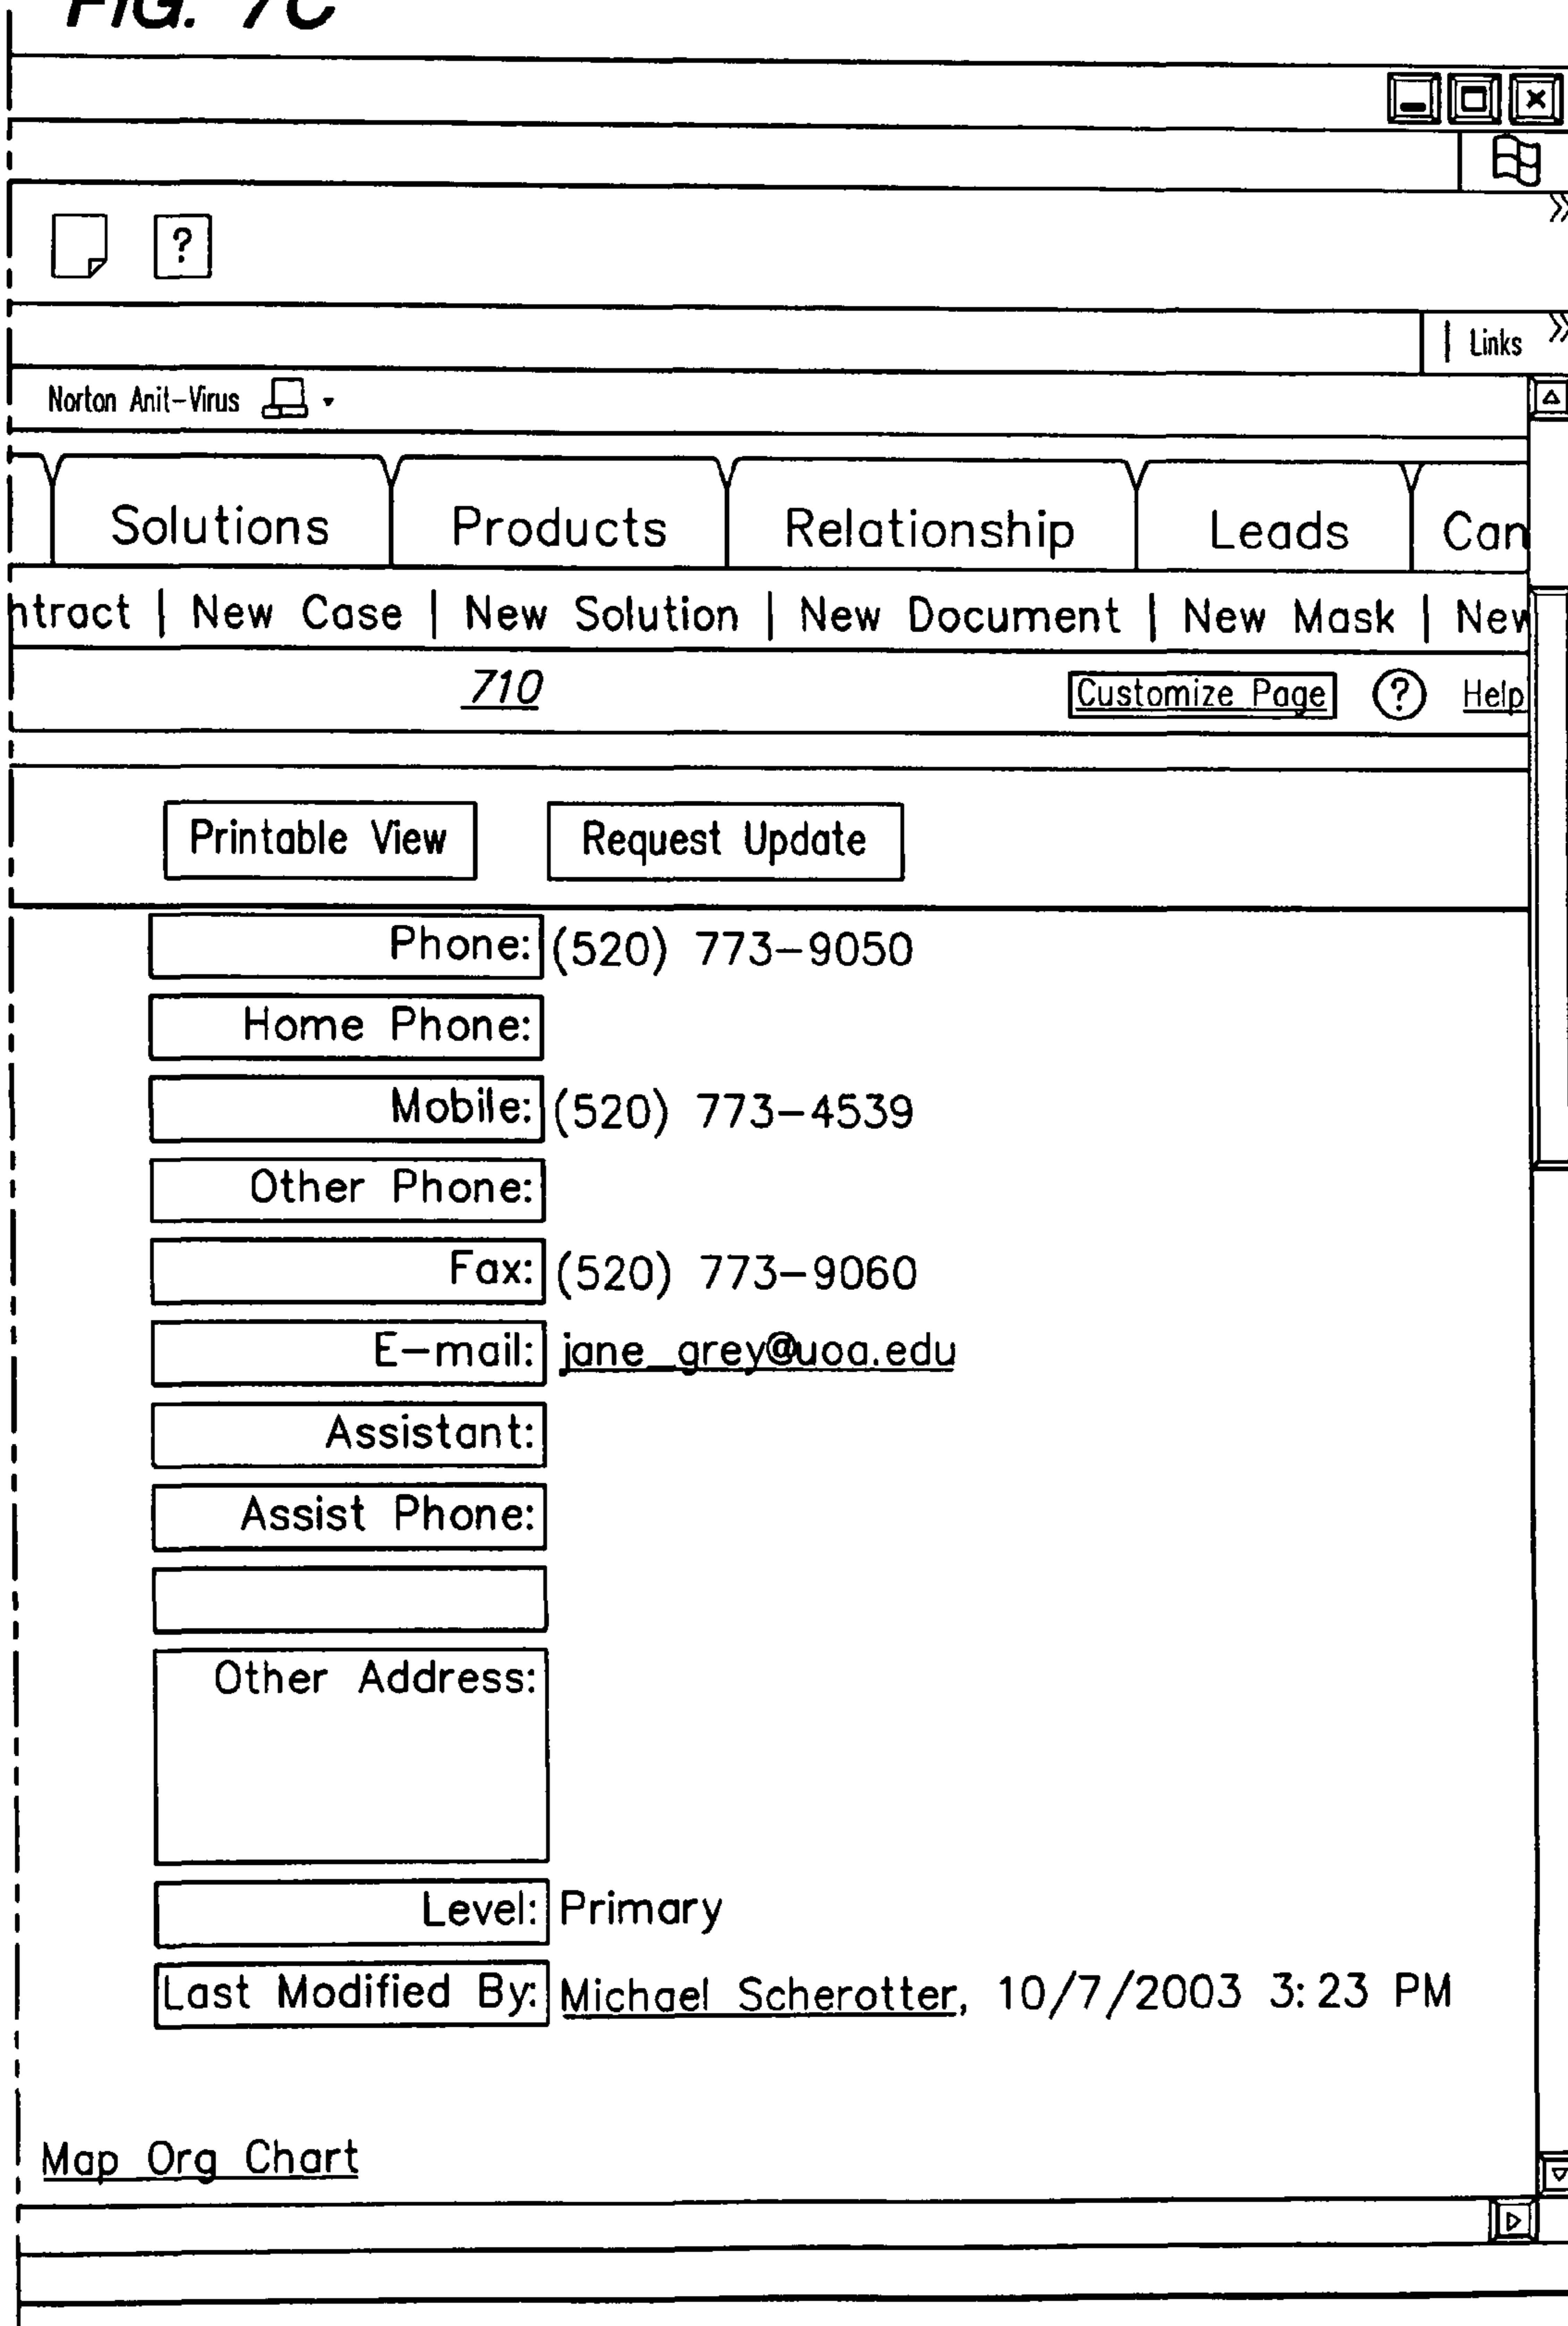 FIG. 7C
?
Links
Norton Anit-Virus
Solutions Products Relationship Leads Can
ntract | New Case | New Solution | New Document | New Mask | New
710 Customize Page ? Help
Printable View Request Update
Phone: (520) 773-9050
Home Phone:
Mobile: (520) 773-4539
Other Phone:
Fax: (520) 773-9060
E-mail: jane_grey@uoa.edu
Assistant:
Assist Phone:
Other Address:
Level: Primary
Last Modified By: Michael Scherotter, 10/7/2003 3:23 PM
Map Org Chart